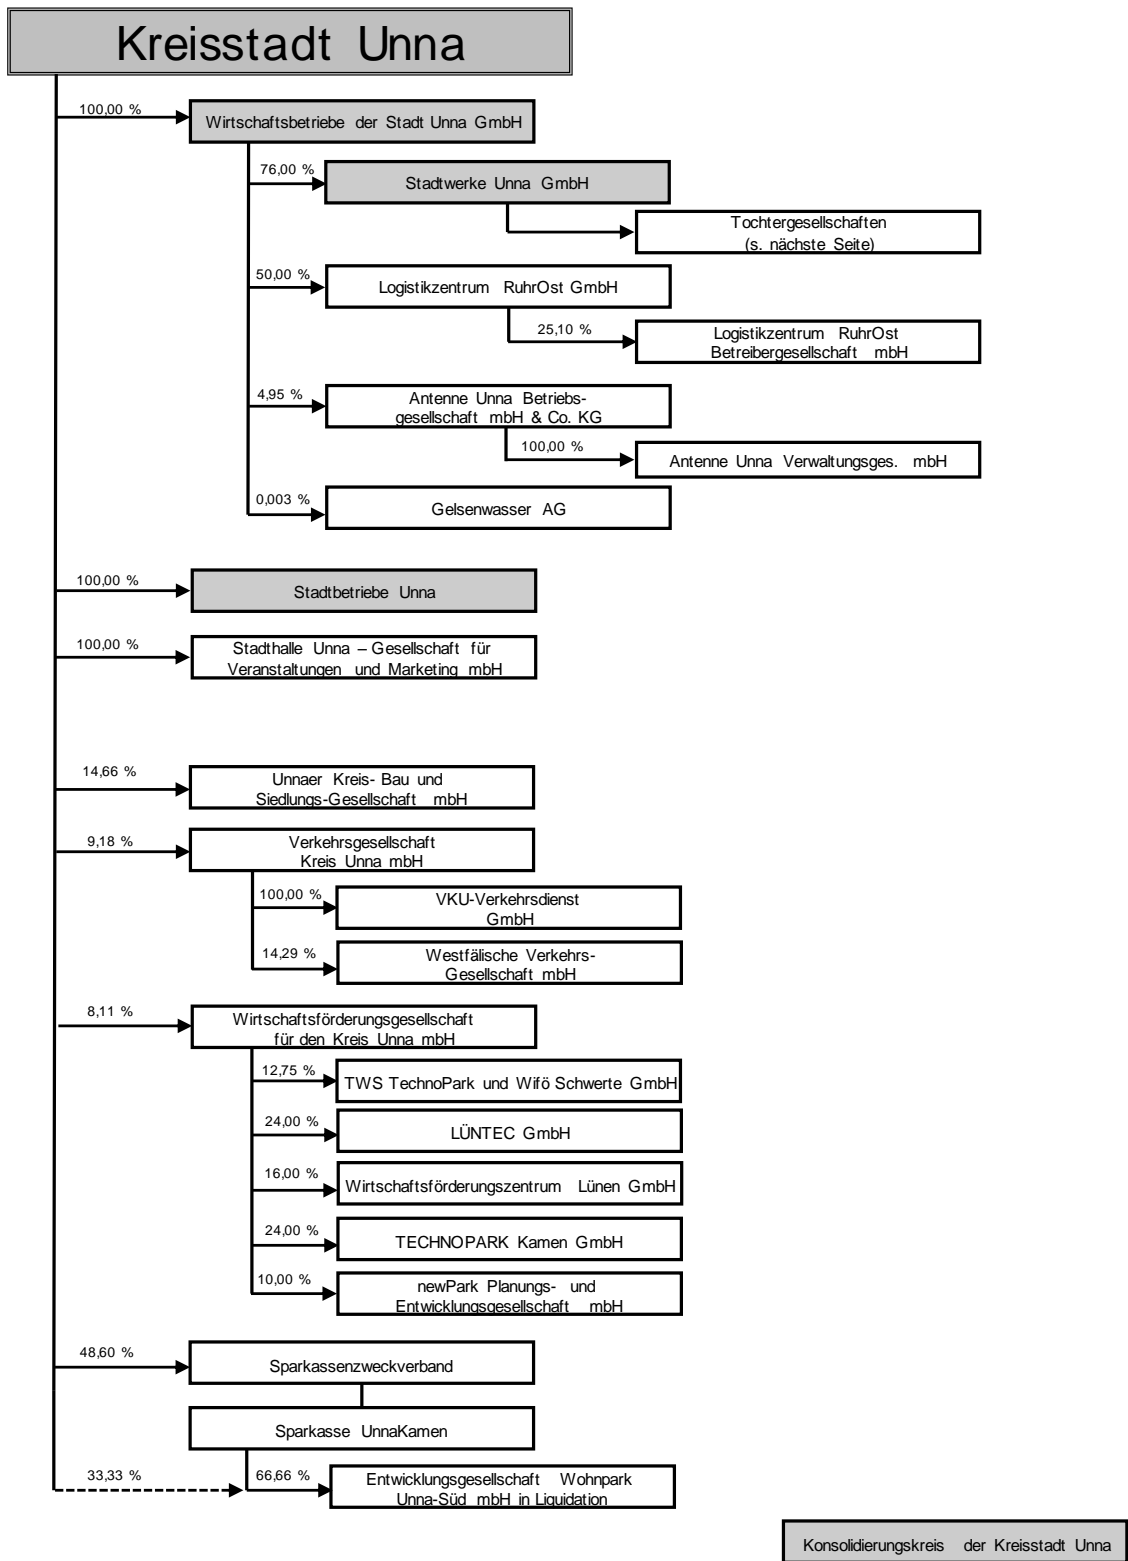 Kreisstadt Unna
100,00 %
Wirtschaftsbetriebe der Stadt Unna GmbH
76,00 %
Stadtwerke Unna GmbH
Tochtergesellschaften
(s. nächste Seite)
50,00 %
Logistikzentrum RuhrOst GmbH
25,10 %
Logistikzentrum RuhrOst
Betreibergesellschaft mbH
4,95 %
Antenne Unna Betriebs-
gesellschaft mbH & Co. KG
100,00 %
Antenne Unna Verwaltungsges. mbH
0,003 %
Gelsenwasser AG
100,00 %
Stadtbetriebe Unna
100,00 %
Stadthalle Unna – Gesellschaft für
Veranstaltungen und Marketing mbH
14,66 %
Unnaer Kreis- Bau und
Siedlungs-Gesellschaft mbH
9,18 %
Verkehrsgesellschaft
Kreis Unna mbH
100,00 %
VKU-Verkehrsdienst
GmbH
14,29 %
Westfälische Verkehrs-
Gesellschaft mbH
8,11 %
Wirtschaftsförderungsgesellschaft
für den Kreis Unna mbH
12,75 %
TWS TechnoPark und Wifö Schwerte GmbH
24,00 %
LÜNTEC GmbH
16,00 %
Wirtschaftsförderungszentrum Lünen GmbH
24,00 %
TECHNOPARK Kamen GmbH
10,00 %
newPark Planungs- und
Entwicklungsgesellschaft mbH
48,60 %
Sparkassenzweckverband
Sparkasse UnnaKamen
33,33 %
66,66 %
Entwicklungsgesellschaft Wohnpark
Unna-Süd mbH in Liquidation
Konsolidierungskreis der Kreisstadt Unna